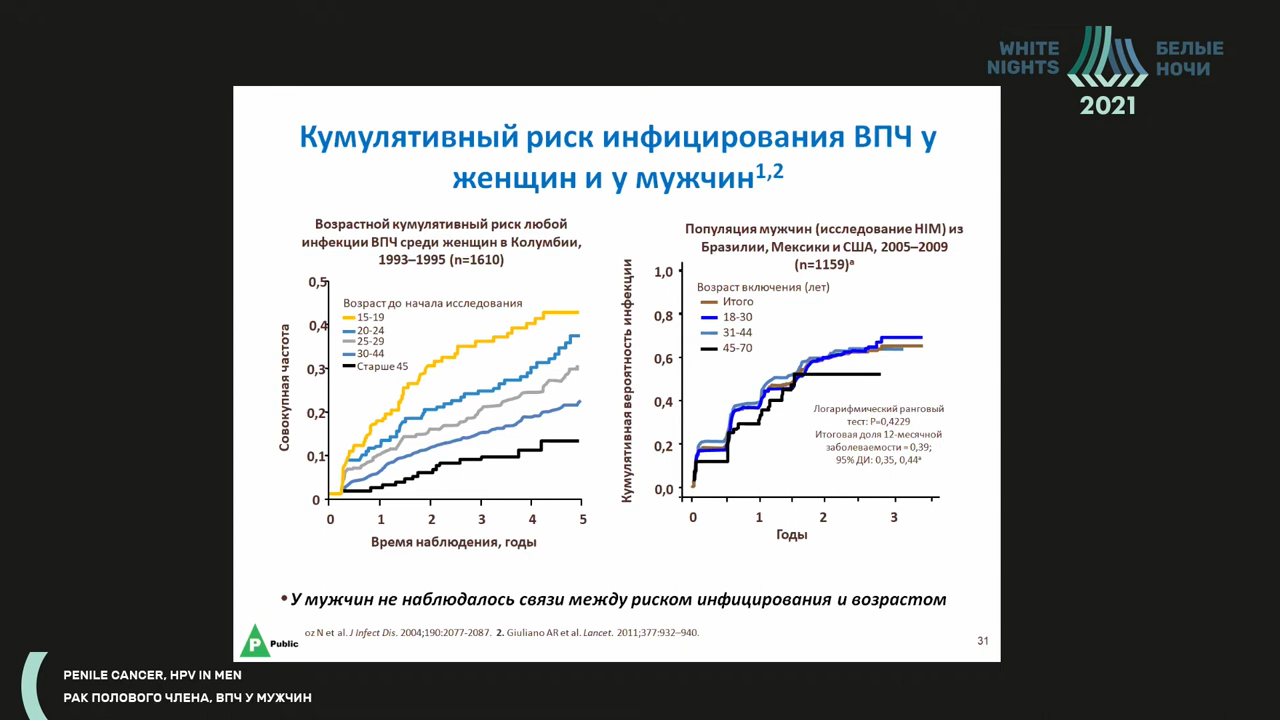 WHITE NIGHTS
БЕЛЫЕ НОЧИ
2021
Кумулятивный риск инфицирования ВПЧ у
женщин и у мужчин1,2
Возрастной кумулятивный риск любой
инфекции ВПЧ среди женщин в Колумбии,
1993–1995 (n=1610)
Совокупная частота
0,5
0,4
0,3
0,2
0,1
0
Возраст до начала исследования
15-19
20-24
25-29
30-44
Старше 45
0 1 2 3 4 5
Время наблюдения, годы
Популяция мужчин (исследование HIM) из
Бразилии, Мексики и США, 2005–2009
(n=1159)ª
Кумулятивная вероятность инфекции
1,0
0,8
0,6
0,4
0,2
0,0
Возраст включения (лет)
Итого
18-30
31-44
45-70
Логарифмический ранговый
тест: P=0,4229
Итоговая доля 12-месячной
заболеваемости = 0,39;
95% ДИ: 0,35, 0,44ª
0 1 2 3
Годы
• У мужчин не наблюдалось связи между риском инфицирования и возрастом
oz N et al. J Infect Dis. 2004;190:2077-2087. 2. Giuliano AR et al. Lancet. 2011;377:932–940.
P Public
31
PENILE CANCER, HPV IN MEN
РАК ПОЛОВОГО ЧЛЕНА, ВПЧ У МУЖЧИН